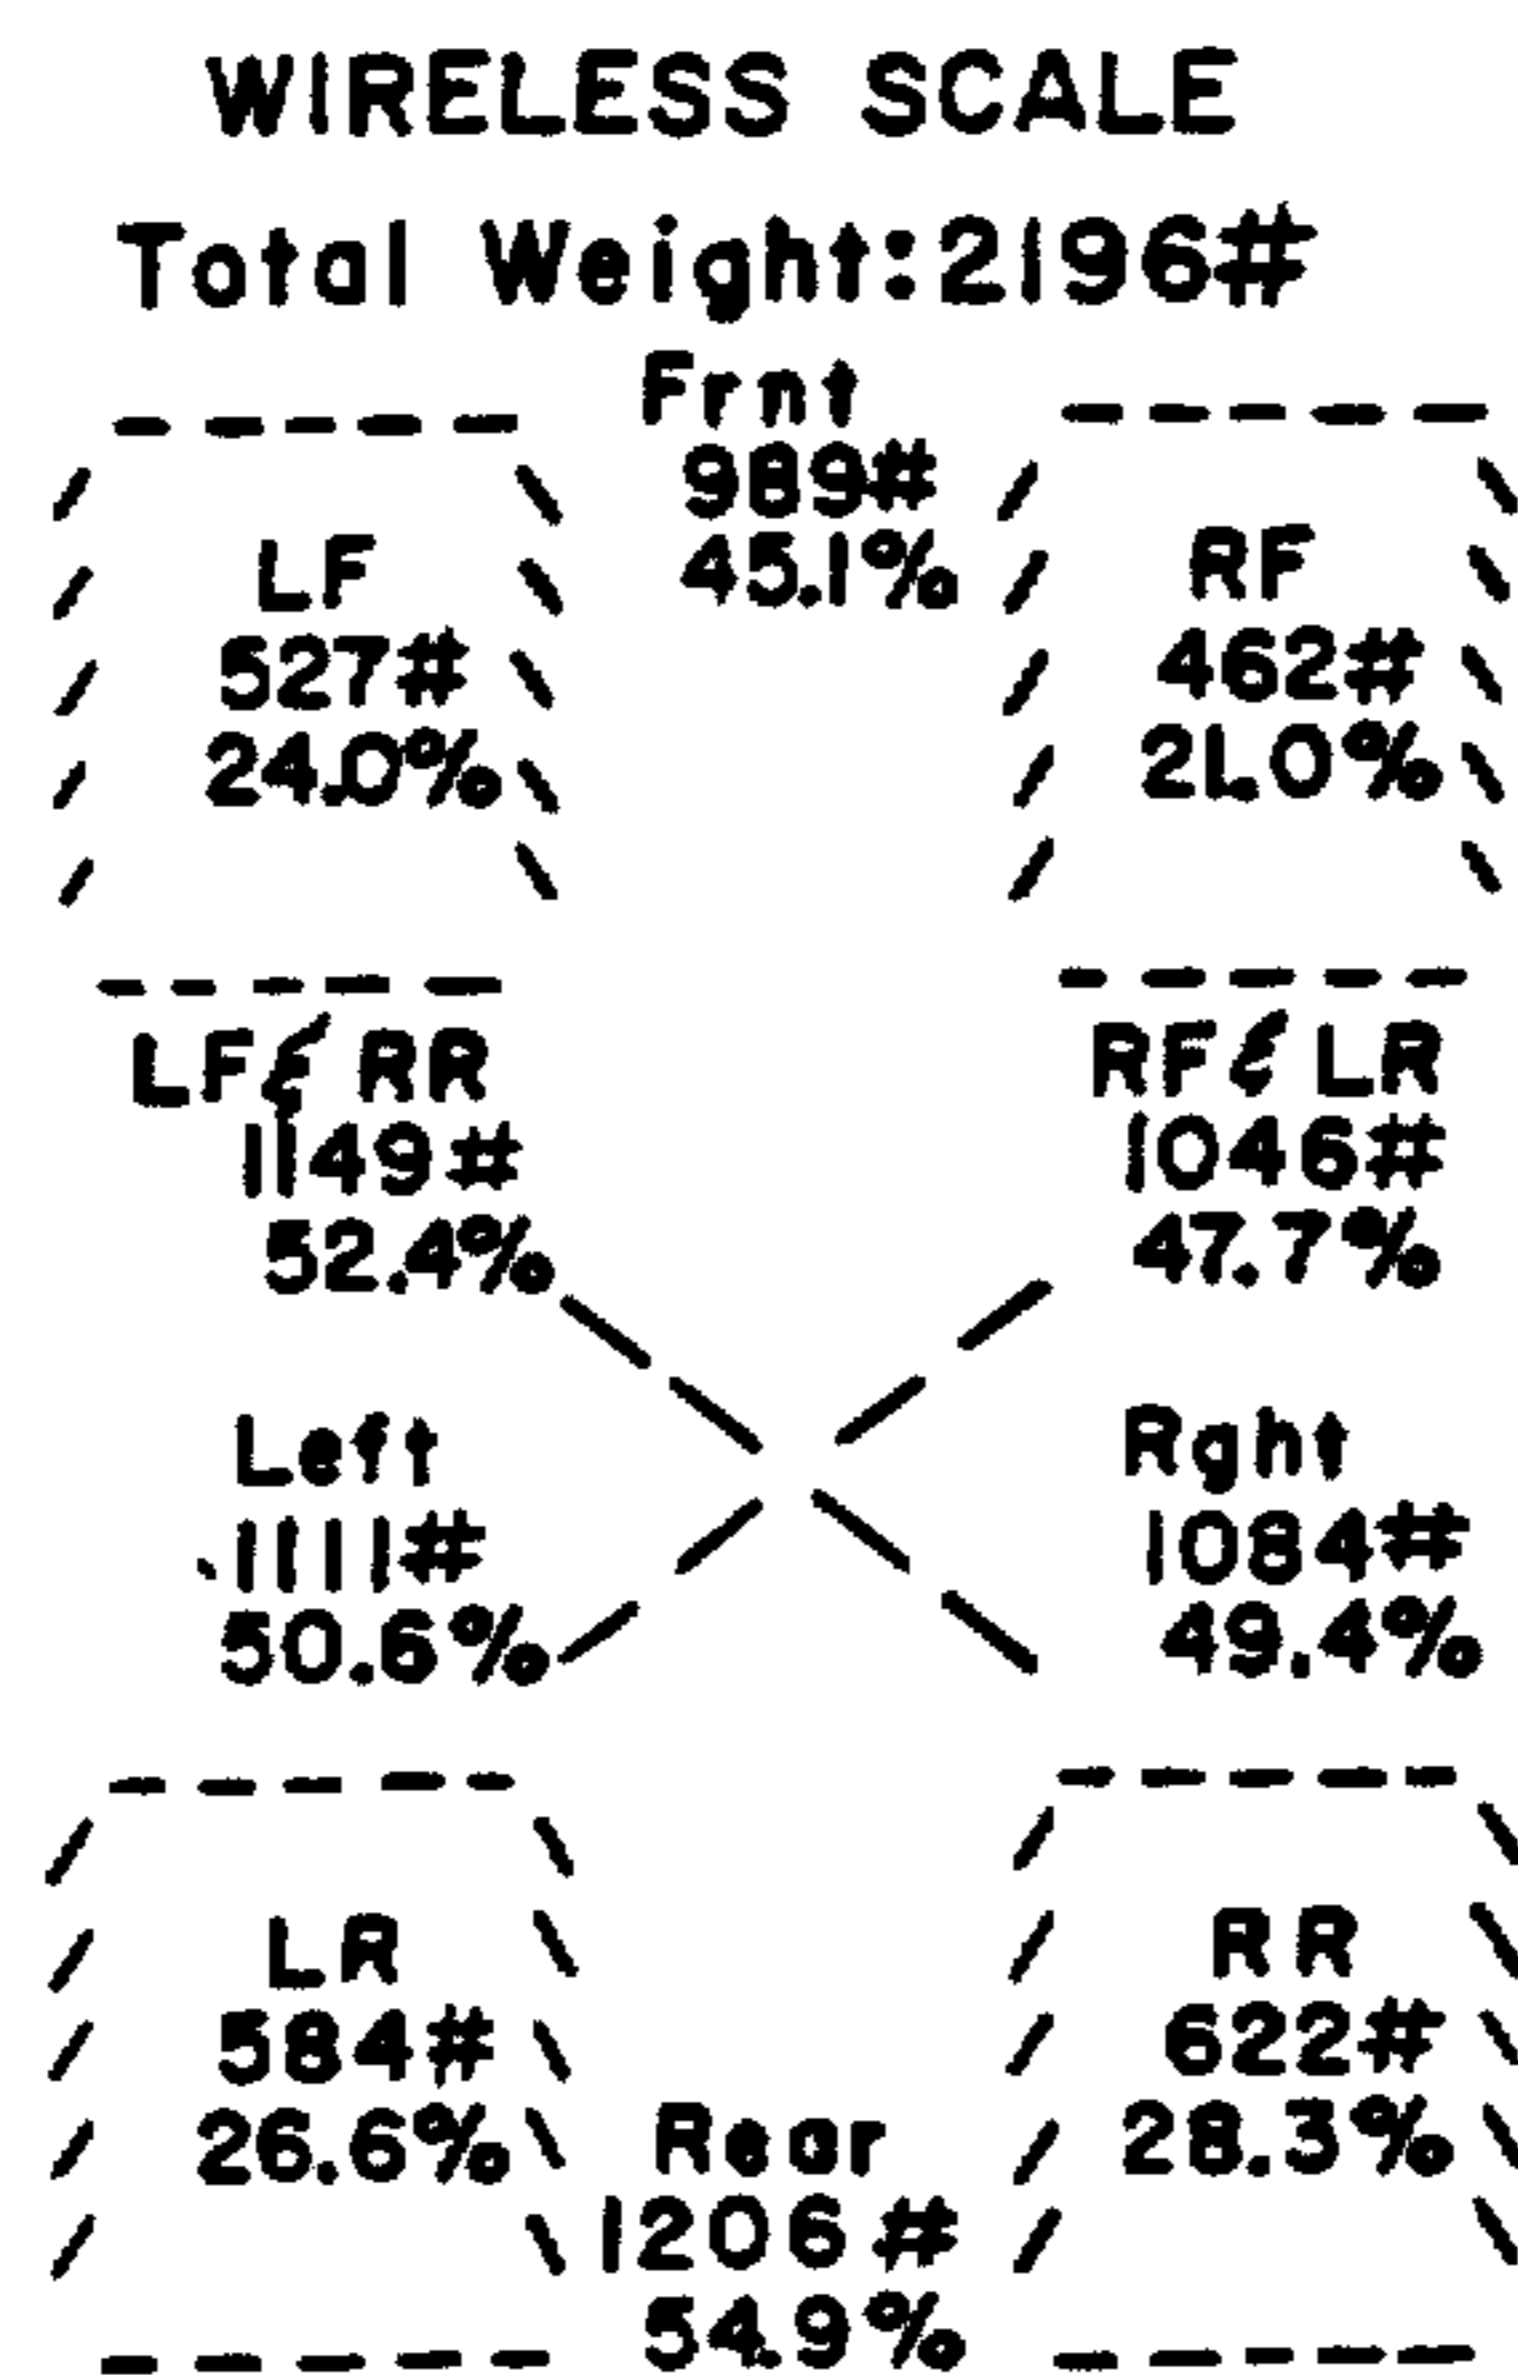 WIRELESS SCALE
Total Weight:2196#
Frnt
989#
45.1%
LF
527#
24.0%
RF
462#
21.0%
LF & RR
1149#
52.4%
RF & LR
1046#
47.7%
Left
1111#
50.6%
Rght
1084#
49.4%
LR
584#
26.6%
RR
622#
28.3%
Rear
1206#
54.9%